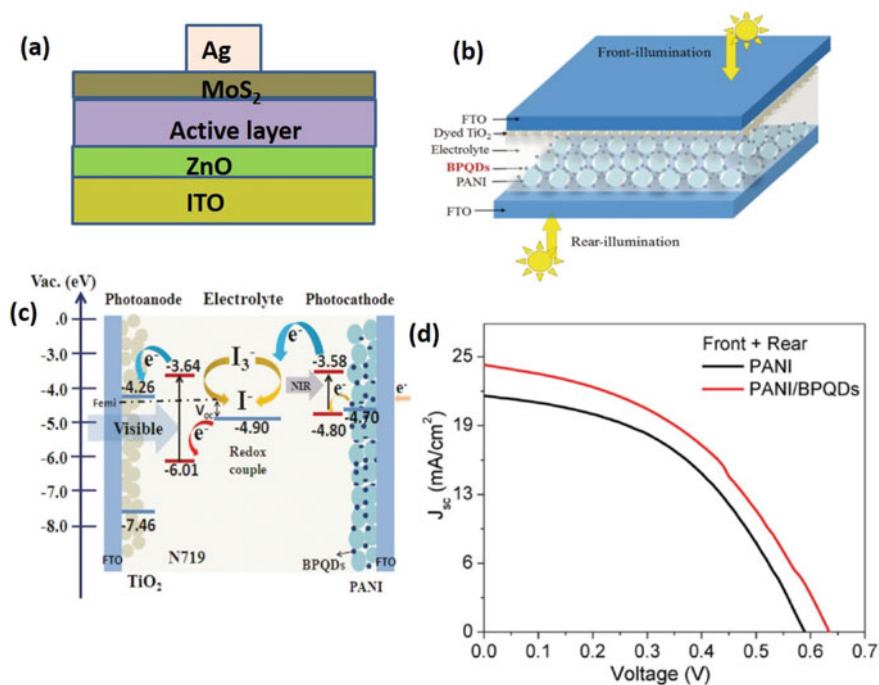 (a)
Ag
MoS₂
Active layer
ZnO
ITO
(b)
Front-illumination
FTO
Dyed TiO₂
Electrolyte
BPQDs
PANI
FTO
Rear-illumination
(c)
Vac. (eV)
Photoanode Electrolyte Photocathode
.0
-3.0
-4.0
-5.0
-6.0
-7.0
-8.0
e⁻
-3.64
-4.26
Femi
Visible
-6.01
-7.46
FTO
TiO₂
N719
I₃⁻
I⁻
Voc
e⁻
-4.90
Redox
couple
e⁻
NIR
-3.58
e⁻
-4.70
-4.80
e⁻
BPQDs
PANI
FTO
(d)
Front + Rear
PANI
PANI/BPQDs
Jsc (mA/cm²)
25
19
13
6
0
0.0 0.1 0.2 0.3 0.4 0.5 0.6 0.7
Voltage (V)